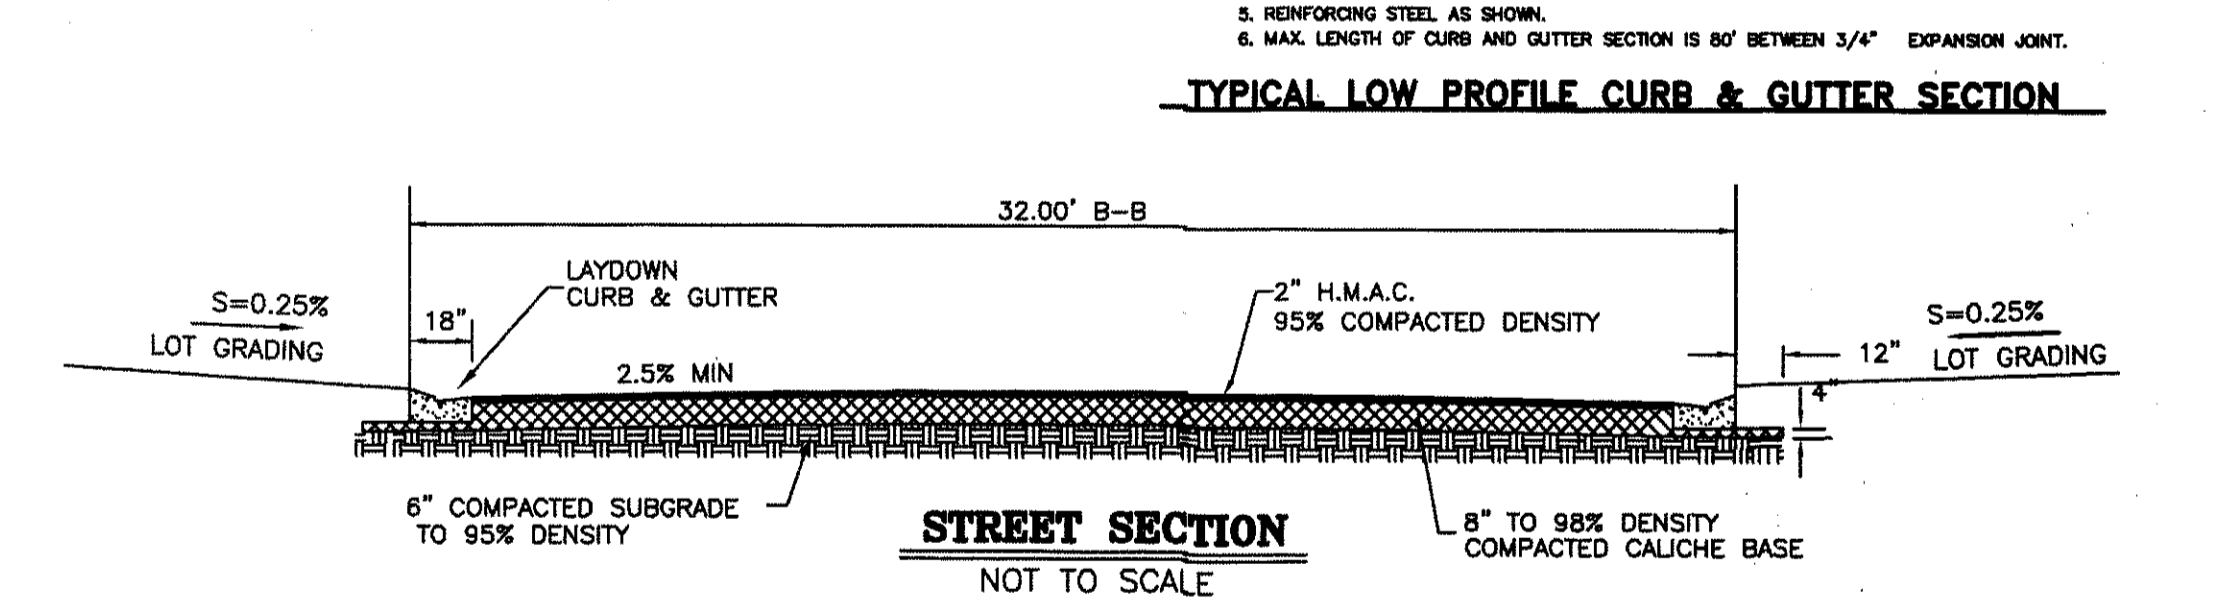 5. REINFORCING STEEL AS SHOWN.
6. MAX. LENGTH OF CURB AND GUTTER SECTION IS 80' BETWEEN 3/4" EXPANSION JOINT.
TYPICAL LOW PROFILE CURB & GUTTER SECTION
32.00' B-B
LAYDOWN
CURB & GUTTER
S=0.25%
LOT GRADING
18"
2" H.M.A.C.
95% COMPACTED DENSITY
S=0.25%
LOT GRADING
12"
2.5% MIN
4"
6" COMPACTED SUBGRADE
TO 95% DENSITY
8" TO 98% DENSITY
COMPACTED CALICHE BASE
STREET SECTION
NOT TO SCALE